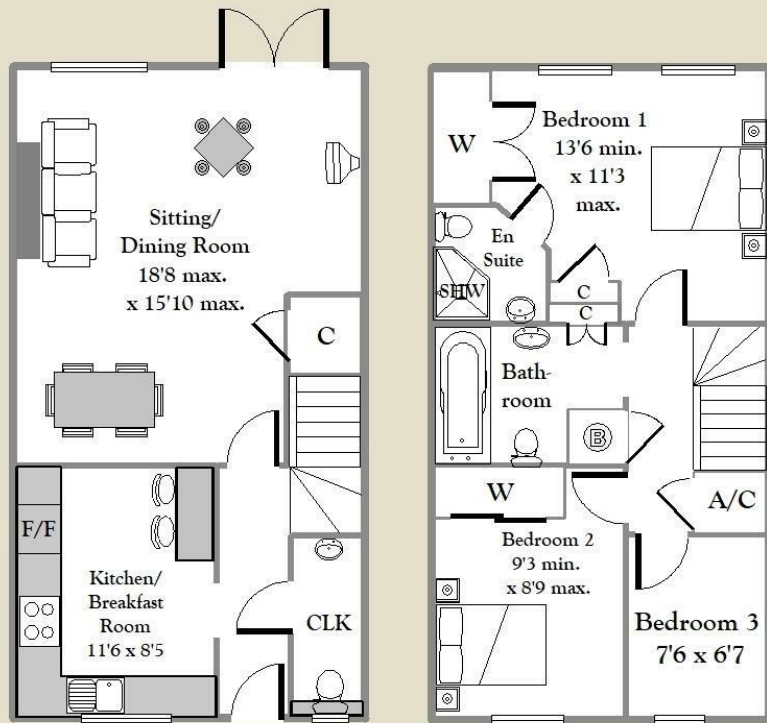 Sitting/
Dining Room
18'8 max.
x 15'10 max.
C
F/F
Kitchen/
Breakfast
Room
11'6 x 8'5
CLK
W
Bedroom 1
13'6 min.
x 11'3
max.
En
Suite
SHW
C
C
Bath-
room
B
W
A/C
Bedroom 2
9'3 min.
x 8'9 max.
Bedroom 3
7'6 x 6'7